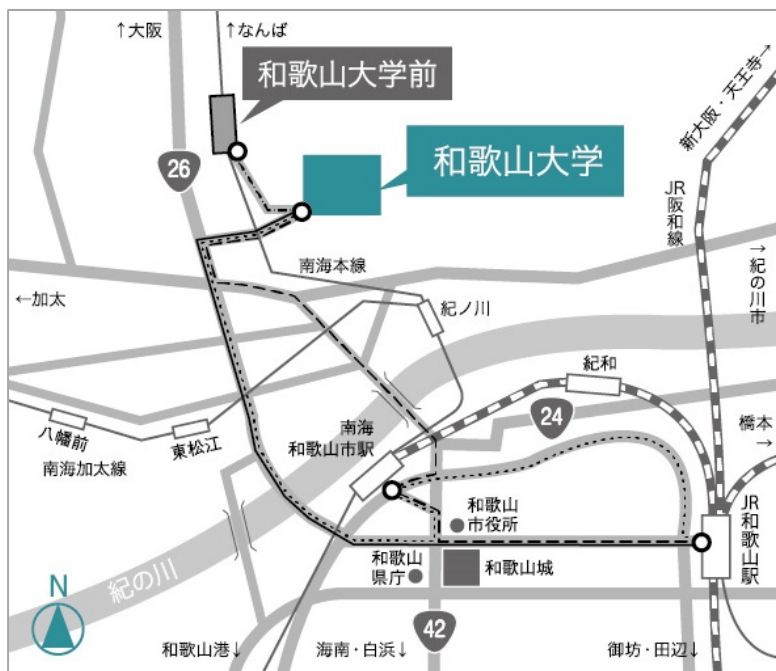 ↑大阪
↑なんば
和歌山大学前
新大阪・天王寺→
26
和歌山大学
JR阪和線
→紀の川市
南海本線
←加太
紀ノ川
紀和
24
橋本
→
八幡前
東松江
南海加太線
南海
和歌山市駅
和歌山
市役所
JR和歌山駅
和歌山
県庁
和歌山城
紀の川
N
42
和歌山港↓
海南・白浜↓
御坊・田辺↓